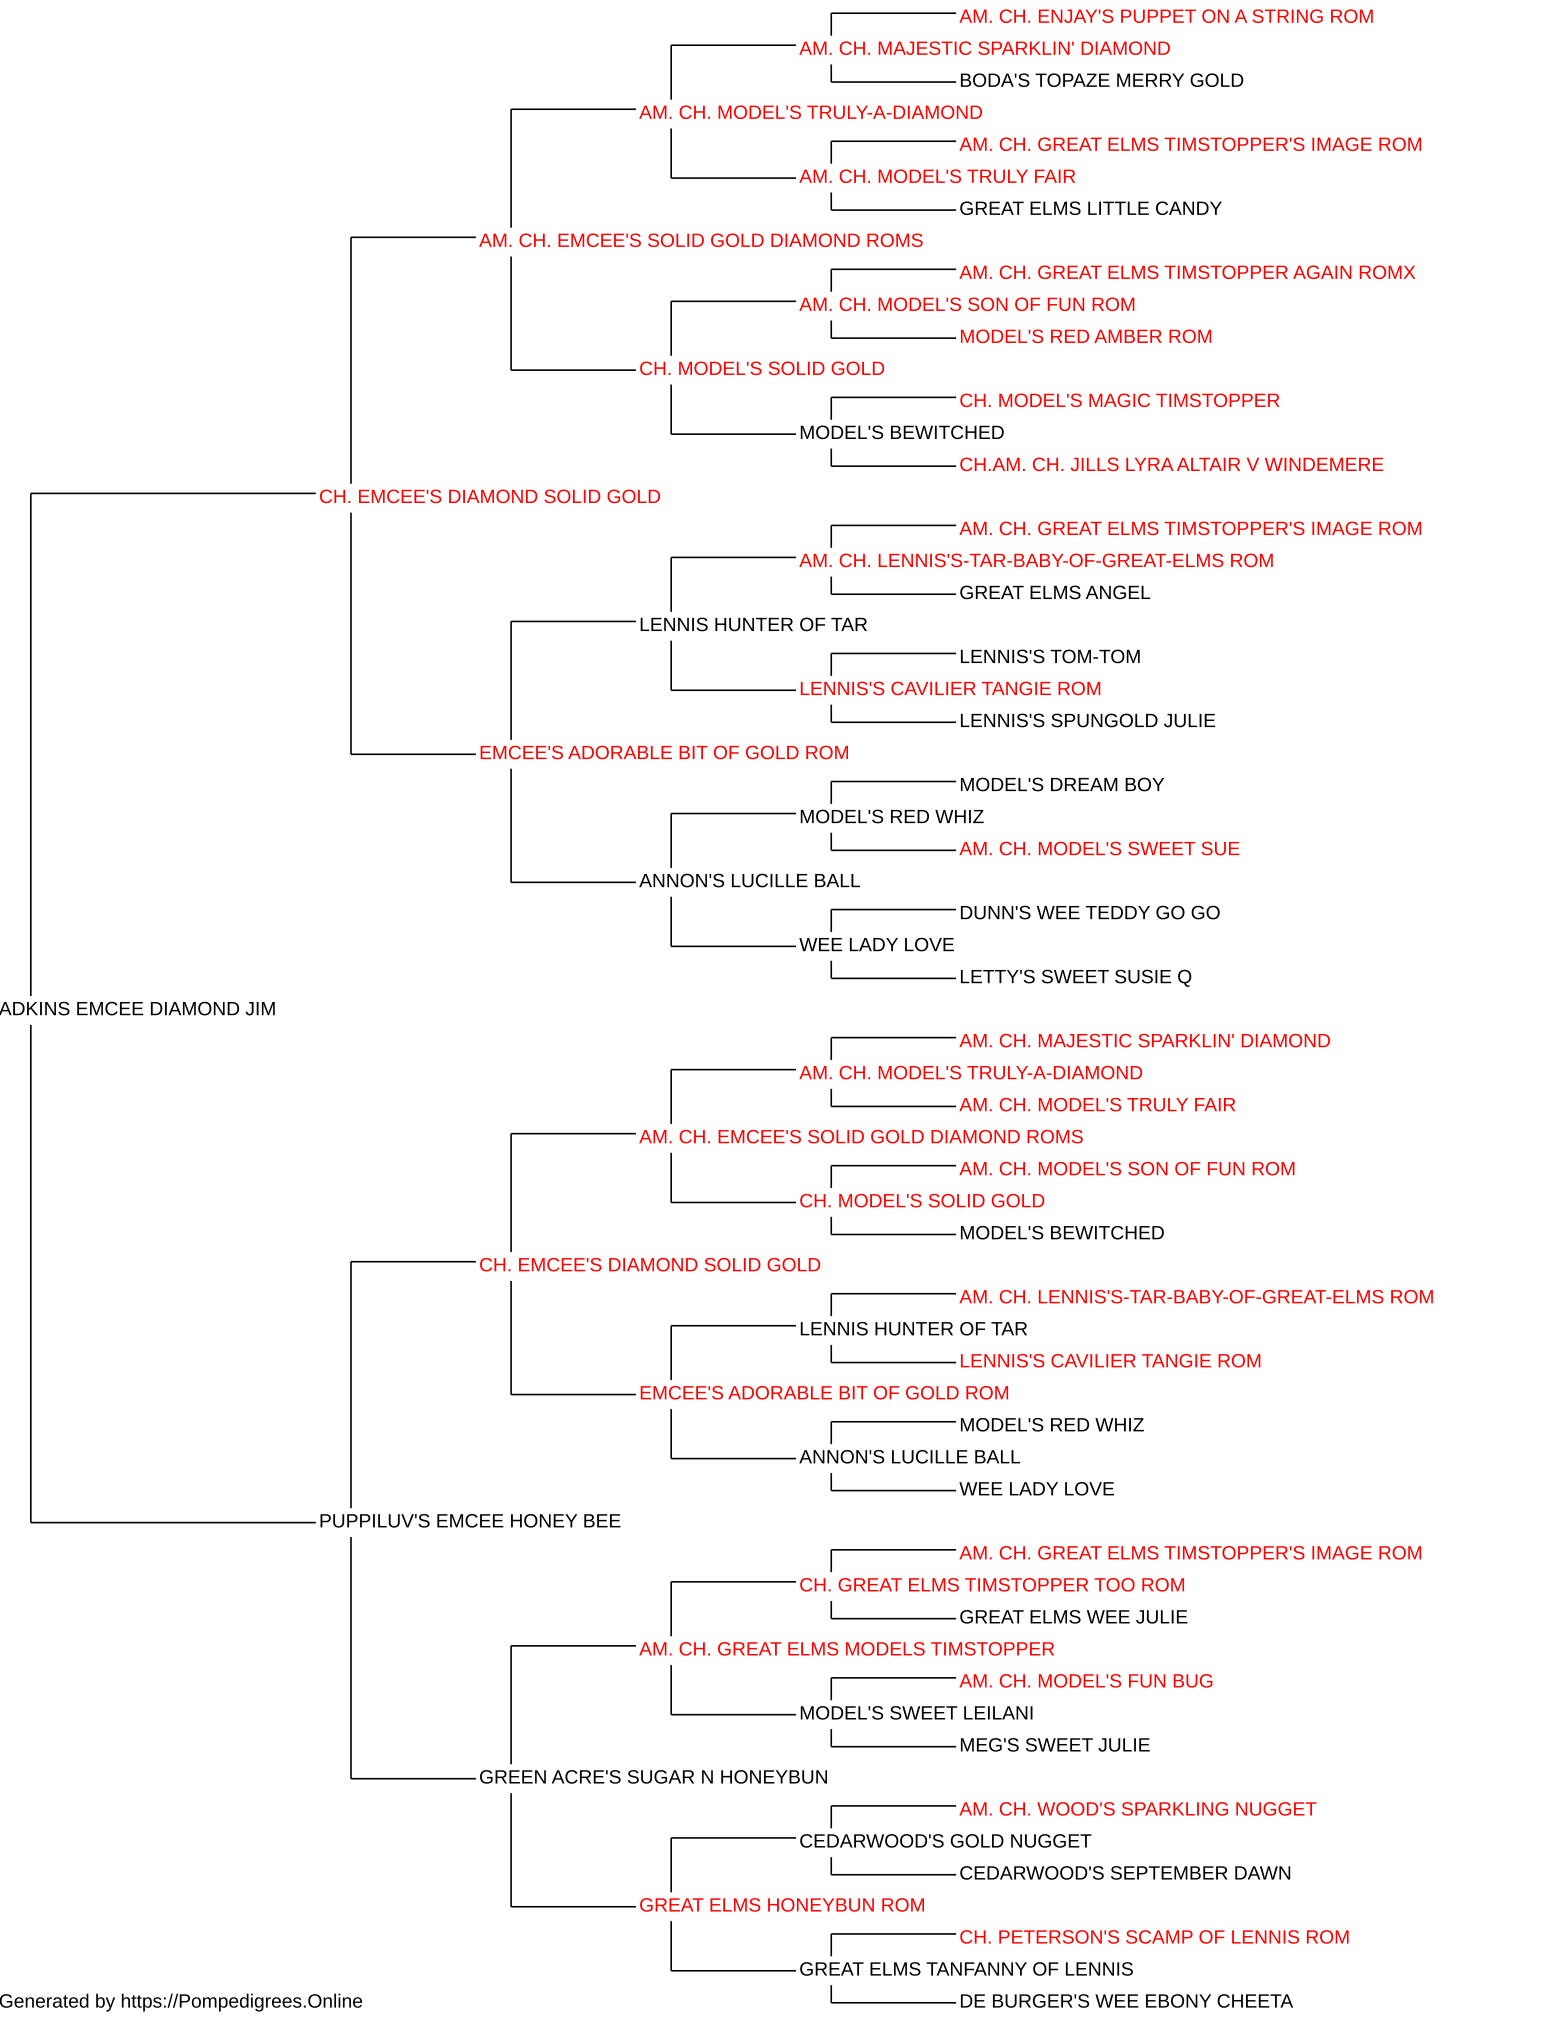 AM. CH. ENJAY'S PUPPET ON A STRING ROM
AM. CH. MAJESTIC SPARKLIN' DIAMOND
BODA'S TOPAZE MERRY GOLD
AM. CH. MODEL'S TRULY-A-DIAMOND
AM. CH. GREAT ELMS TIMSTOPPER'S IMAGE ROM
AM. CH. MODEL'S TRULY FAIR
GREAT ELMS LITTLE CANDY
AM. CH. EMCEE'S SOLID GOLD DIAMOND ROMS
AM. CH. GREAT ELMS TIMSTOPPER AGAIN ROMX
AM. CH. MODEL'S SON OF FUN ROM
MODEL'S RED AMBER ROM
CH. MODEL'S SOLID GOLD
CH. MODEL'S MAGIC TIMSTOPPER
MODEL'S BEWITCHED
CH.AM. CH. JILLS LYRA ALTAIR V WINDEMERE
CH. EMCEE'S DIAMOND SOLID GOLD
AM. CH. GREAT ELMS TIMSTOPPER'S IMAGE ROM
AM. CH. LENNIS'S-TAR-BABY-OF-GREAT-ELMS ROM
GREAT ELMS ANGEL
LENNIS HUNTER OF TAR
LENNIS'S TOM-TOM
LENNIS'S CAVILIER TANGIE ROM
LENNIS'S SPUNGOLD JULIE
EMCEE'S ADORABLE BIT OF GOLD ROM
MODEL'S DREAM BOY
MODEL'S RED WHIZ
AM. CH. MODEL'S SWEET SUE
ANNON'S LUCILLE BALL
DUNN'S WEE TEDDY GO GO
WEE LADY LOVE
LETTY'S SWEET SUSIE Q
ADKINS EMCEE DIAMOND JIM
AM. CH. MAJESTIC SPARKLIN' DIAMOND
AM. CH. MODEL'S TRULY-A-DIAMOND
AM. CH. MODEL'S TRULY FAIR
AM. CH. EMCEE'S SOLID GOLD DIAMOND ROMS
AM. CH. MODEL'S SON OF FUN ROM
CH. MODEL'S SOLID GOLD
MODEL'S BEWITCHED
CH. EMCEE'S DIAMOND SOLID GOLD
AM. CH. LENNIS'S-TAR-BABY-OF-GREAT-ELMS ROM
LENNIS HUNTER OF TAR
LENNIS'S CAVILIER TANGIE ROM
EMCEE'S ADORABLE BIT OF GOLD ROM
MODEL'S RED WHIZ
ANNON'S LUCILLE BALL
WEE LADY LOVE
PUPPILUV'S EMCEE HONEY BEE
AM. CH. GREAT ELMS TIMSTOPPER'S IMAGE ROM
CH. GREAT ELMS TIMSTOPPER TOO ROM
GREAT ELMS WEE JULIE
AM. CH. GREAT ELMS MODELS TIMSTOPPER
AM. CH. MODEL'S FUN BUG
MODEL'S SWEET LEILANI
MEG'S SWEET JULIE
GREEN ACRE'S SUGAR N HONEYBUN
AM. CH. WOOD'S SPARKLING NUGGET
CEDARWOOD'S GOLD NUGGET
CEDARWOOD'S SEPTEMBER DAWN
GREAT ELMS HONEYBUN ROM
CH. PETERSON'S SCAMP OF LENNIS ROM
GREAT ELMS TANFANNY OF LENNIS
DE BURGER'S WEE EBONY CHEETA
Generated by https://Pompedigrees.Online